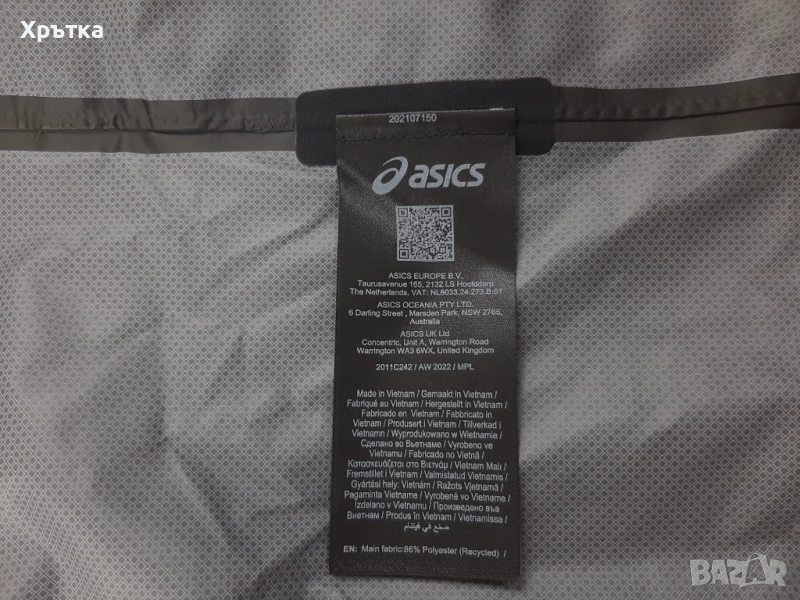 Хрътка
202107150
asics
ASICS EUROPE B.V.
Taurusavenue 165, 2132 LS Hoofddorp
The Netherlands. VAT: NL8033.24.273.B.01
ASICS OCEANIA PTY LTD.
6 Darling Street , Marsden Park, NSW 2765,
Australia
ASICS UK Ltd
Concentric, Unit A, Warrington Road
Warrington WA3 6WX, United Kingdom
2011C242 / AW 2022 / MPL
Made in Vietnam / Gemaakt in Vietnam /
Fabriqué au Vietnam / Hergestellt in Vietnam /
Fabricado en Vietnam / Fabbricato in
Vietnam / Produsert i Vietnam / Tillverkad i
Vietnamn / Wyprodukowano w Wietnamie /
Сделано во Вьетнаме / Vyrobeno ve
Vietnamu / Fabricado no Vietnã /
Κατασκευάζεται στο Βιετνάμ / Vietnam Malı /
Fremstillet i Vietnam / Valmistatud Vietnamis /
Gyártási hely: Vietnám / Ražots Vjetnamā /
Pagaminta Vietname / Vyrobené vo Vietname /
Izdelano v Vietnamu / Произведено във
Виетнам / Produs în Vietnam / Vietnamissa /
صنع في فيتنام
EN: Main fabric:86% Polyester (Recycled) /
BAZAR